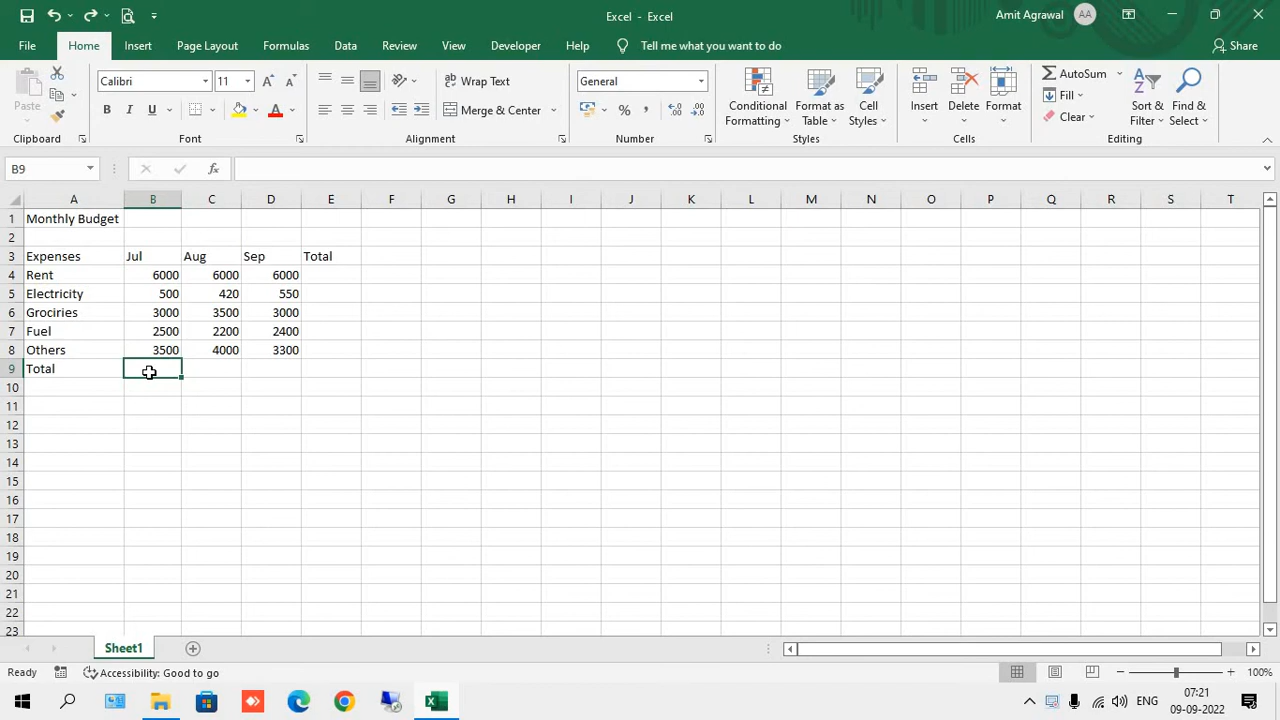 Excel - Excel
Amit Agrawal AA
File Home Insert Page Layout Formulas Data Review View Developer Help Tell me what you want to do Share
Paste
Clipboard
Calibri 11
A A
B I U A
Font
Wrap Text
Merge & Center
Alignment
General
%
Number
Conditional Formatting
Format as Table
Cell Styles
Styles
Insert Delete Format
Cells
AutoSum
Fill
Clear
Sort & Filter
Find & Select
Editing
B9 fx
A B C D E F G H I J K L M N O P Q R S T
1 Monthly Budget
2
3 Expenses Jul Aug Sep Total
4 Rent 6000 6000 6000
5 Electricity 500 420 550
6 Grociries 3000 3500 3000
7 Fuel 2500 2200 2400
8 Others 3500 4000 3300
9 Total
10
11
12
13
14
15
16
17
18
19
20
21
22
23
Sheet1
Ready Accessibility: Good to go 100%
ENG 07:21
09-09-2022